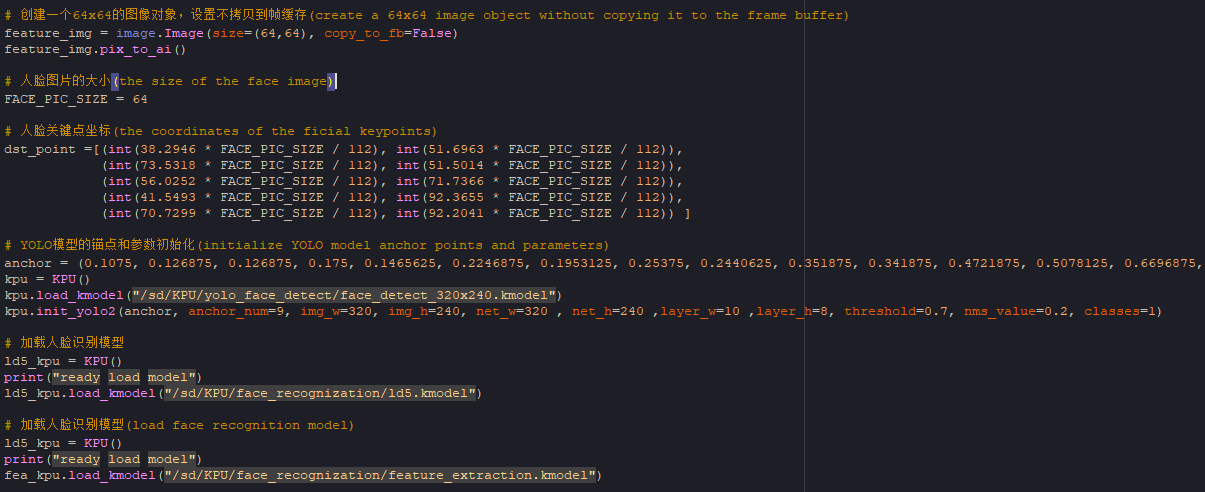 # 创建一个64x64的图像对象，设置不拷贝到帧缓存(create a 64x64 image object without copying it to the frame buffer)
feature_img = image.Image(size=(64,64), copy_to_fb=False)
feature_img.pix_to_ai()
# 人脸图片的大小(the size of the face image)
FACE_PIC_SIZE = 64
# 人脸关键点坐标(the coordinates of the ficial keypoints)
dst_point =[(int(38.2946 * FACE_PIC_SIZE / 112), int(51.6963 * FACE_PIC_SIZE / 112)),
(int(73.5318 * FACE_PIC_SIZE / 112), int(51.5014 * FACE_PIC_SIZE / 112)),
(int(56.0252 * FACE_PIC_SIZE / 112), int(71.7366 * FACE_PIC_SIZE / 112)),
(int(41.5493 * FACE_PIC_SIZE / 112), int(92.3655 * FACE_PIC_SIZE / 112)),
(int(70.7299 * FACE_PIC_SIZE / 112), int(92.2041 * FACE_PIC_SIZE / 112)) ]
# YOLO模型的锚点和参数初始化(initialize YOLO model anchor points and parameters)
anchor = (0.1075, 0.126875, 0.126875, 0.175, 0.1465625, 0.2246875, 0.1953125, 0.25375, 0.2440625, 0.351875, 0.341875, 0.4721875, 0.5078125, 0.6696875,
kpu = KPU()
kpu.load_kmodel("/sd/KPU/yolo_face_detect/face_detect_320x240.kmodel")
kpu.init_yolo2(anchor, anchor_num=9, img_w=320, img_h=240, net_w=320 , net_h=240 ,layer_w=10 ,layer_h=8, threshold=0.7, nms_value=0.2, classes=1)
# 加载人脸识别模型
ld5_kpu = KPU()
print("ready load model")
ld5_kpu.load_kmodel("/sd/KPU/face_recognization/ld5.kmodel")
# 加载人脸识别模型(load face recognition model)
ld5_kpu = KPU()
print("ready load model")
fea_kpu.load_kmodel("/sd/KPU/face_recognization/feature_extraction.kmodel")